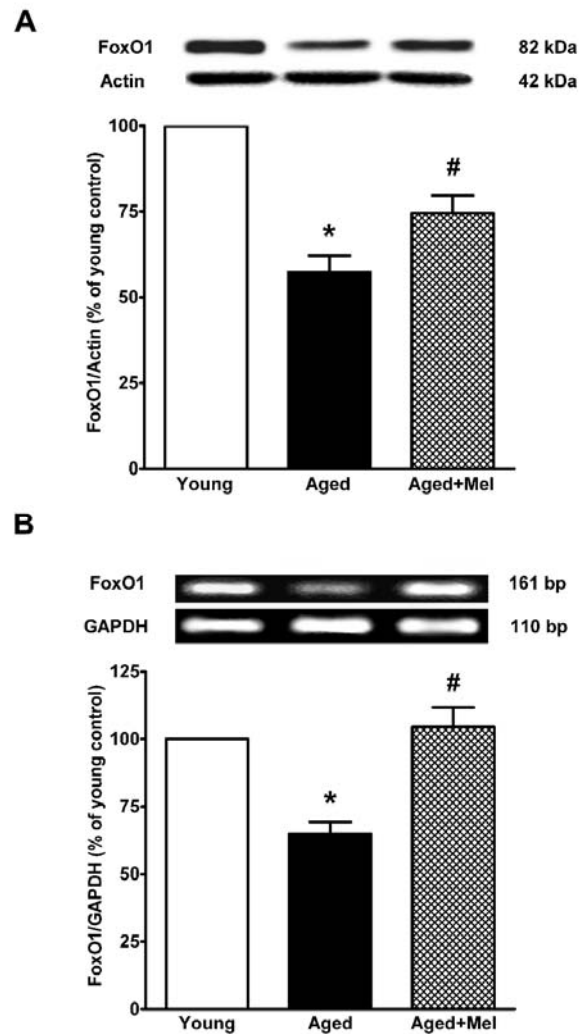 A
FoxO1 82 kDa
Actin 42 kDa
FoxO1/Actin (% of young control)
100
#
75
*
50
25
0
Young Aged Aged+Mel
B
FoxO1 161 bp
GAPDH 110 bp
FoxO1/GAPDH (% of young control)
125
#
100
*
75
50
25
0
Young Aged Aged+Mel